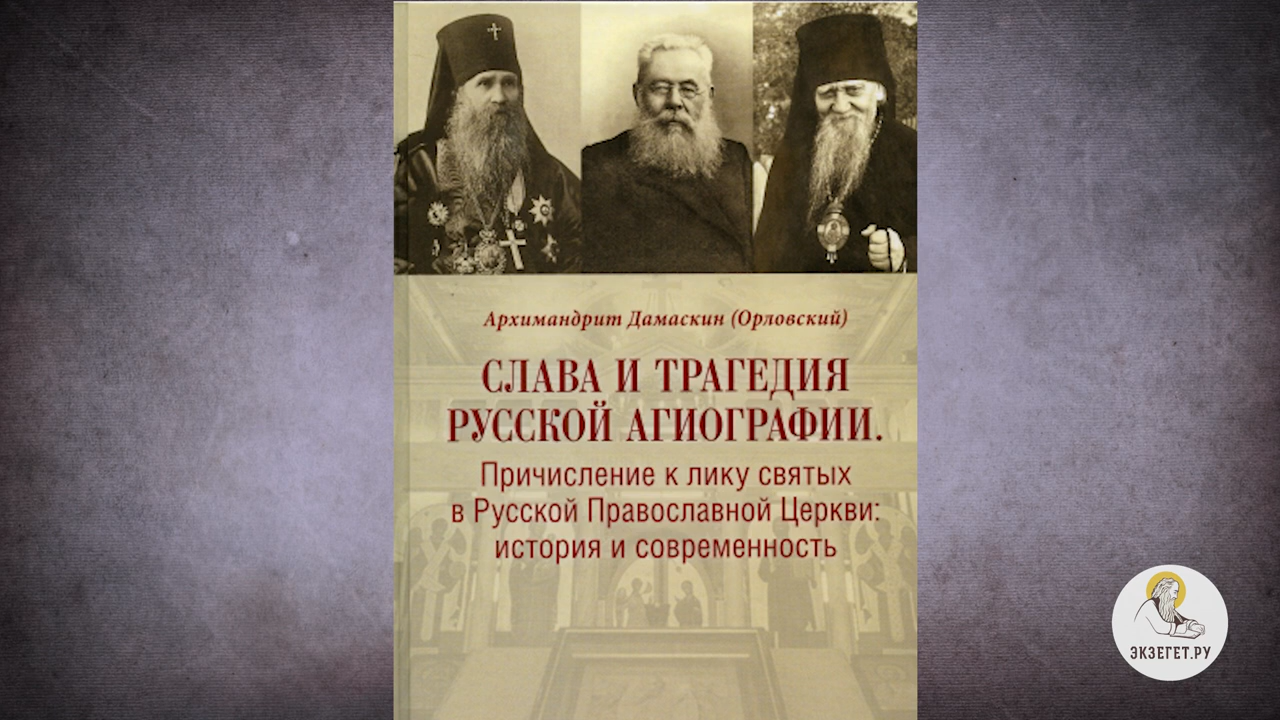 Архимандрит Дамаскин (Орловский)
СЛАВА И ТРАГЕДИЯ
РУССКОЙ АГИОГРАФИИ.
Причисление к лику святых
в Русской Православной Церкви:
история и современность
ЭКЗЕГЕТ.РУ